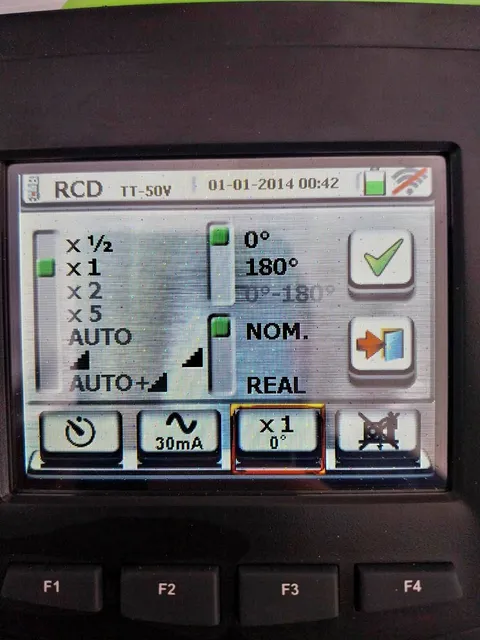 RCD TT-50V 01-01-2014 00:42
x ½
x 1
x 2
x 5
AUTO
AUTO+
0°
180°
0°-180°
NOM.
REAL
30mA
x 1
0°
F1 F2 F3 F4